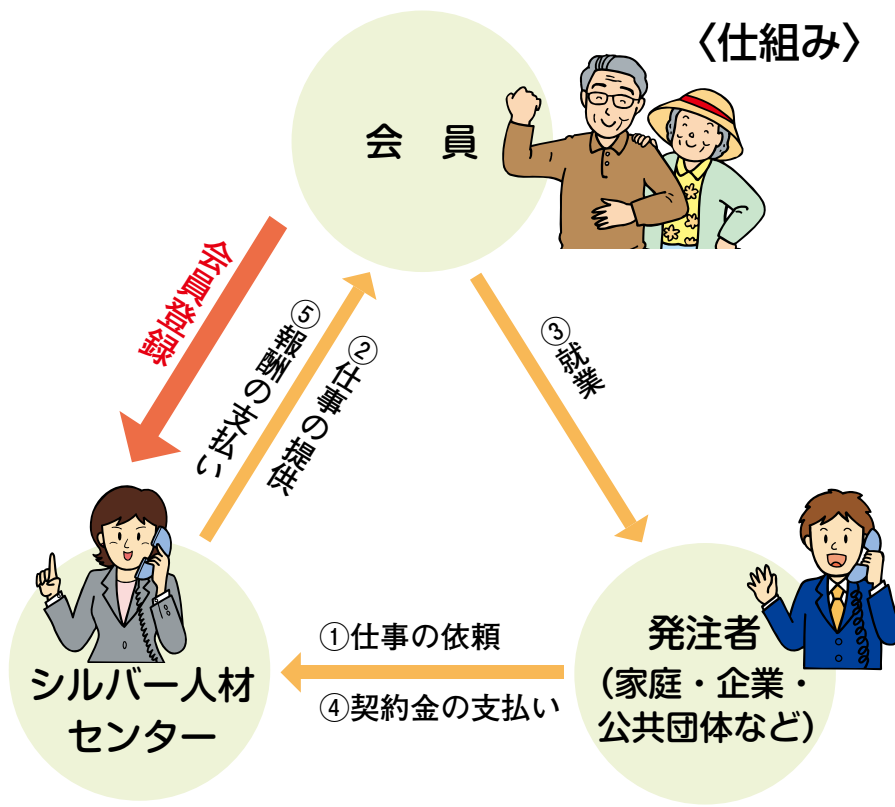 〈仕組み〉
会　員
会員登録
⑤報酬の支払い
②仕事の提供
③就業
①仕事の依頼
④契約金の支払い
シルバー人材
センター
発注者
（家庭・企業・
公共団体など）